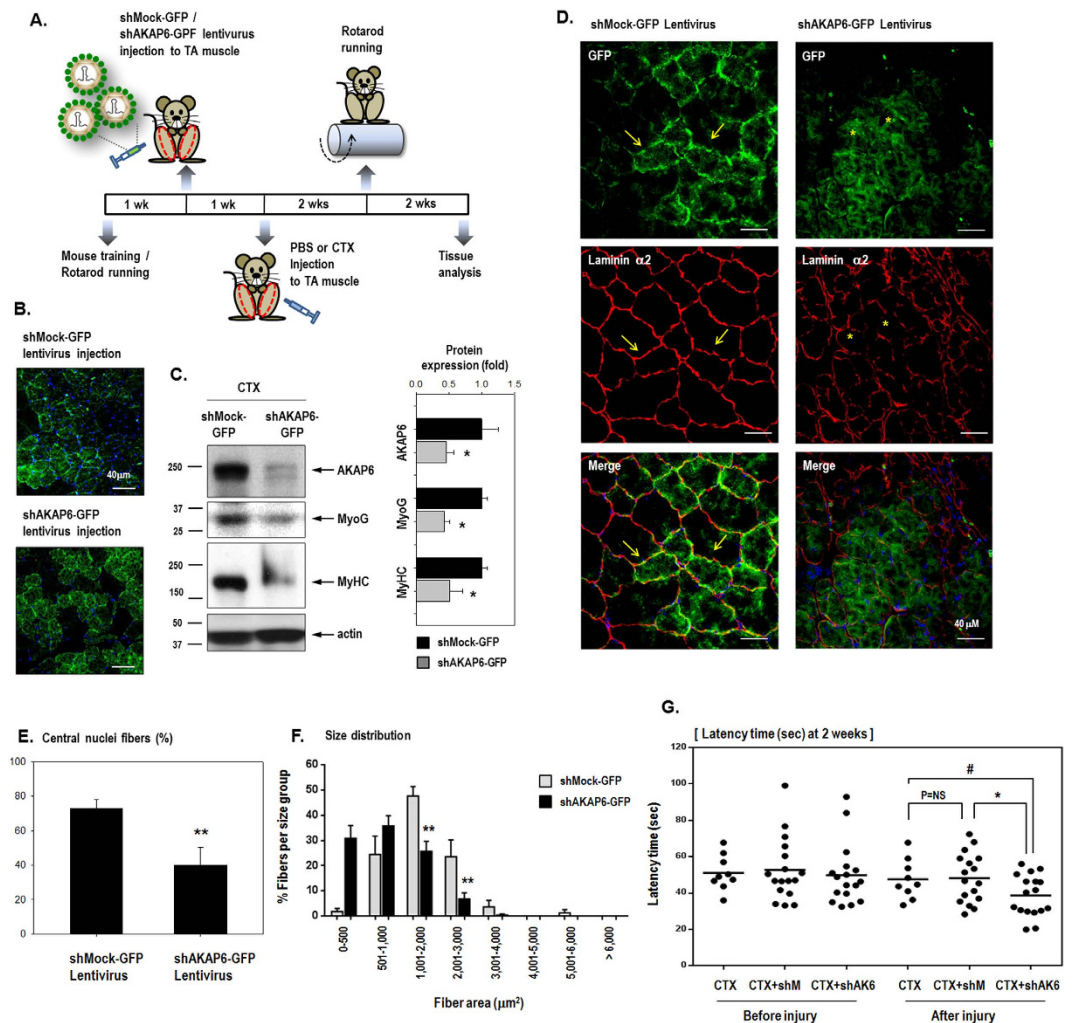 A.
shMock-GFP /
shAKAP6-GPF lentivurus
injection to TA muscle
Rotarod
running
1 wk
1 wk
2 wks
2 wks
Mouse training /
Rotarod running
PBS or CTX
Injection
to TA muscle
Tissue
analysis
B.
shMock-GFP
lentivirus injection
40μm
shAKAP6-GFP
lentivirus injection
C.
CTX
shMock-
GFP
shAKAP6-
GFP
250
AKAP6
37
25
MyoG
250
150
MyHC
50
37
actin
Protein
expression (fold)
0.0
0.5
1.0
1.5
AKAP6
*
MyoG
*
MyHC
*
shMock-GFP
shAKAP6-GFP
D.
shMock-GFP Lentivirus
shAKAP6-GFP Lentivirus
GFP
GFP
* *
Laminin α2
Laminin α2
* *
Merge
Merge
40 μM
E. Central nuclei fibers (%)
100
80
60
40
20
0
**
shMock-GFP
Lentivirus
shAKAP6-GFP
Lentivirus
F. Size distribution
% Fibers per size group
60
50
40
30
20
10
0
**
**
shMock-GFP
shAKAP6-GFP
0-500
501-1,000
1,001-2,000
2,001-3,000
3,001-4,000
4,001-5,000
5,001-6,000
> 6,000
Fiber area (μm²)
G.
[ Latency time (sec) at 2 weeks ]
Latency time (sec)
120
100
80
60
40
20
0
#
P=NS
*
CTX
CTX+shM
CTX+shAK6
CTX
CTX+shM
CTX+shAK6
Before injury
After injury